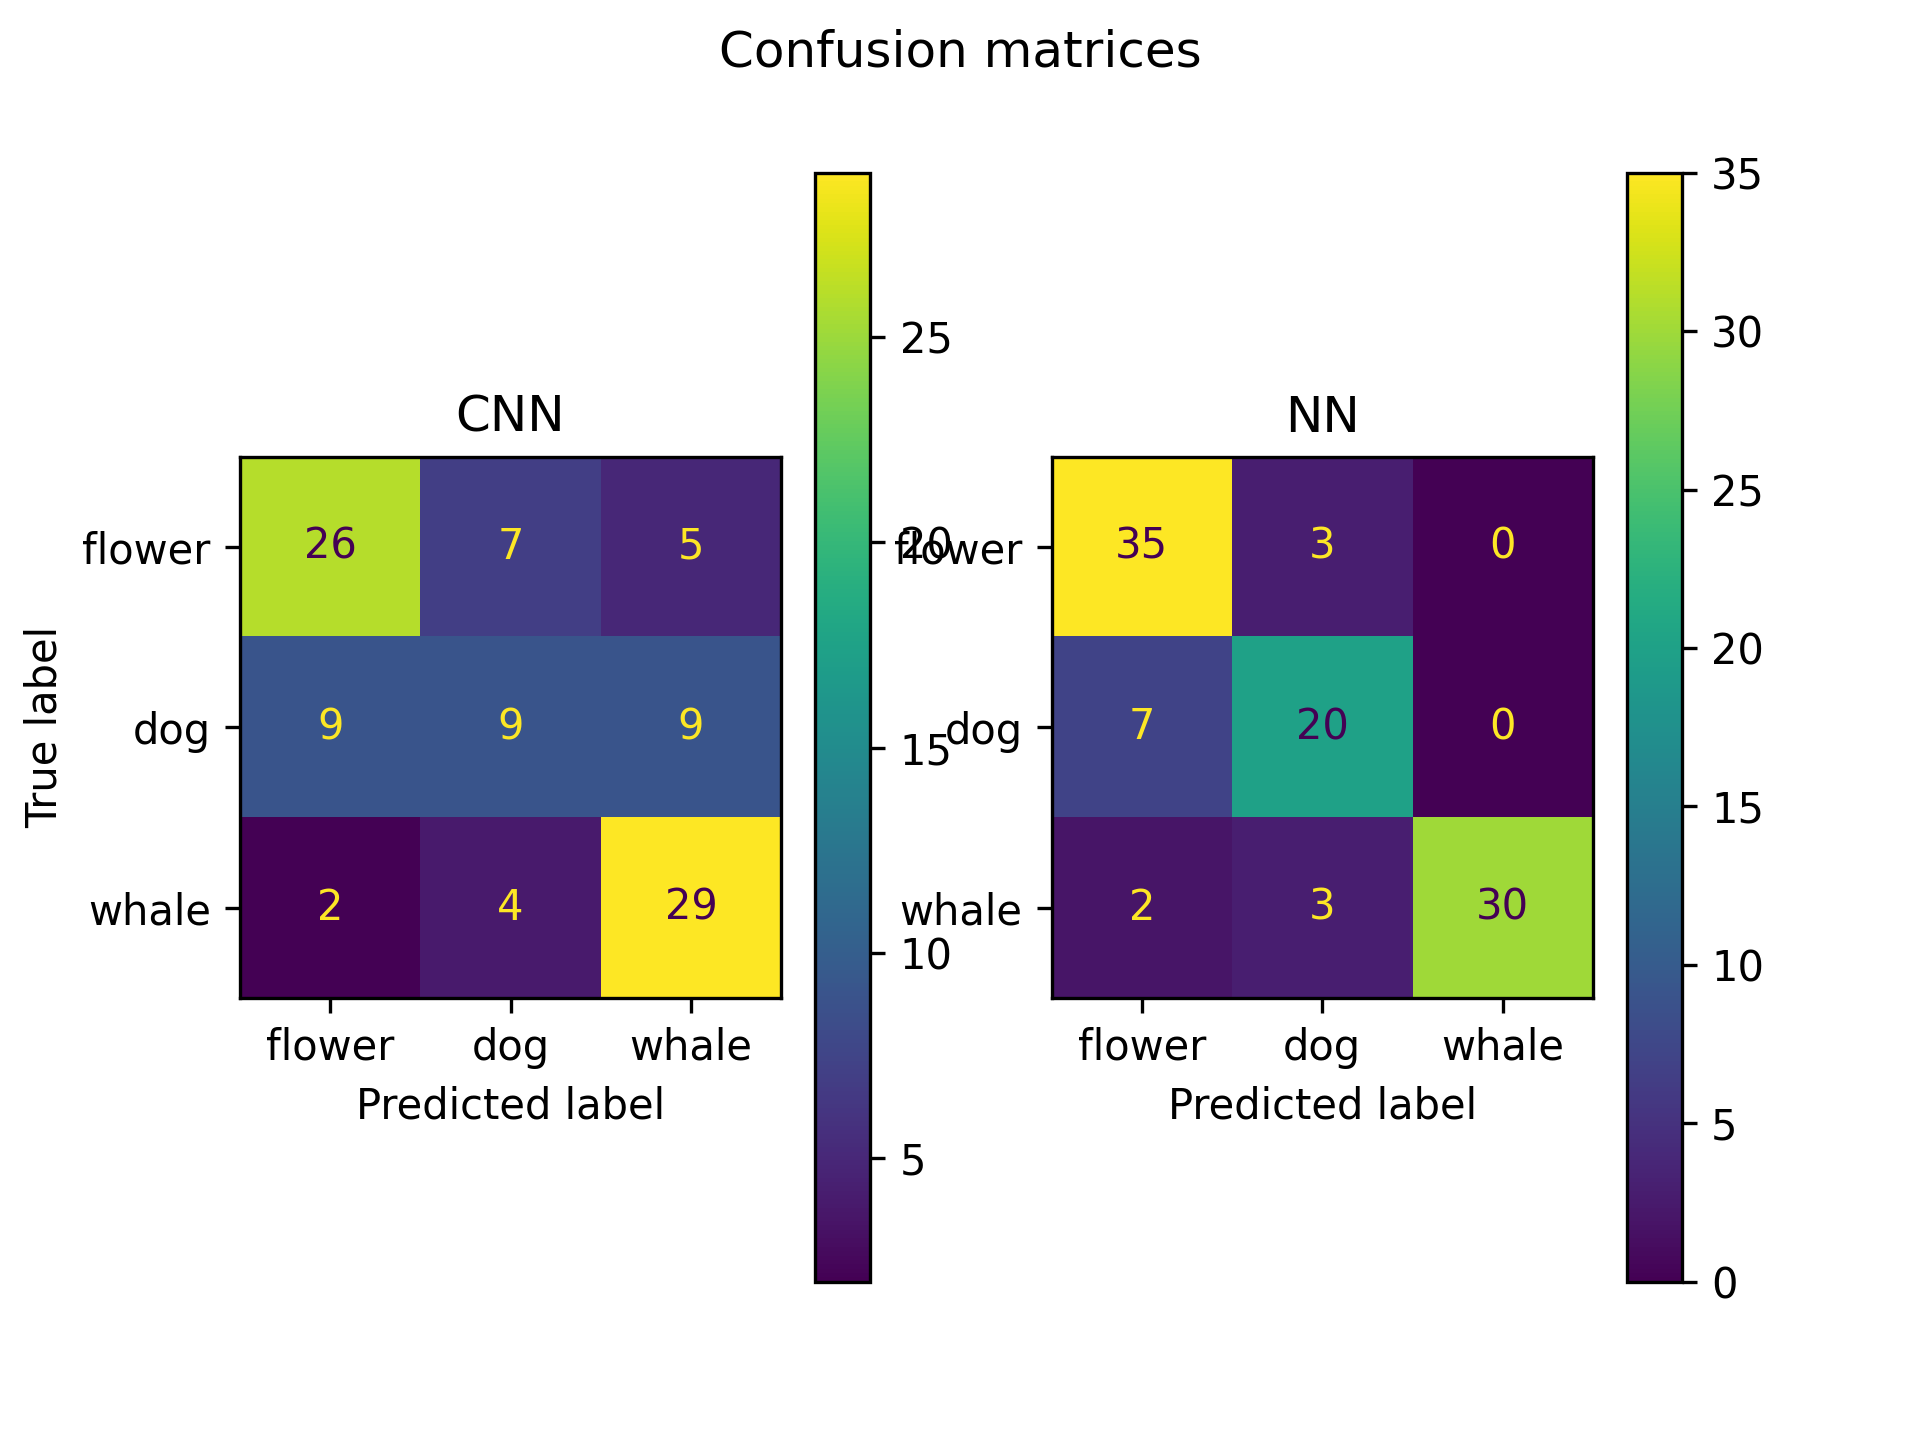 Confusion matrices
CNN
True label
flower 26 7 5
dog 9 9 9
whale 2 4 29
flower dog whale
Predicted label
25
20
15
10
5
NN
flower 35 3 0
dog 7 20 0
whale 2 3 30
flower dog whale
Predicted label
35
30
25
20
15
10
5
0